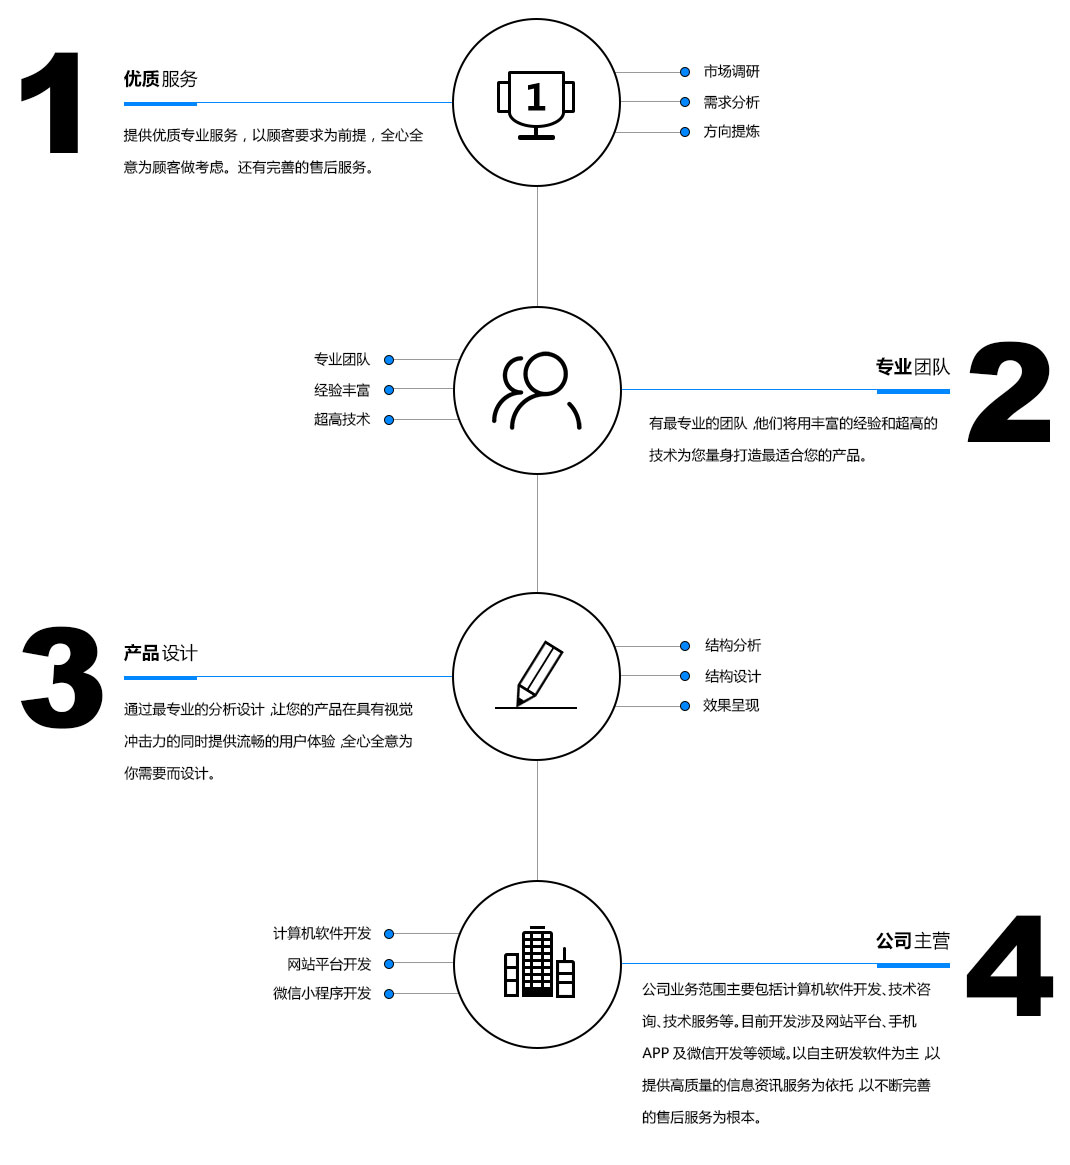 1
优质服务
提供优质专业服务，以顾客要求为前提，全心全
意为顾客做考虑。还有完善的售后服务。
1
市场调研
需求分析
方向提炼
专业团队
经验丰富
超高技术
2
专业团队
有最专业的团队,他们将用丰富的经验和超高的
技术为您量身打造最适合您的产品。
3
产品设计
通过最专业的分析设计,让您的产品在具有视觉
冲击力的同时提供流畅的用户体验,全心全意为
你需要而设计。
结构分析
结构设计
效果呈现
计算机软件开发
网站平台开发
微信小程序开发
4
公司主营
公司业务范围主要包括计算机软件开发、技术咨
询、技术服务等。目前开发涉及网站平台、手机
APP 及微信开发等领域。以自主研发软件为主,以
提供高质量的信息资讯服务为依托,以不断完善
的售后服务为根本。